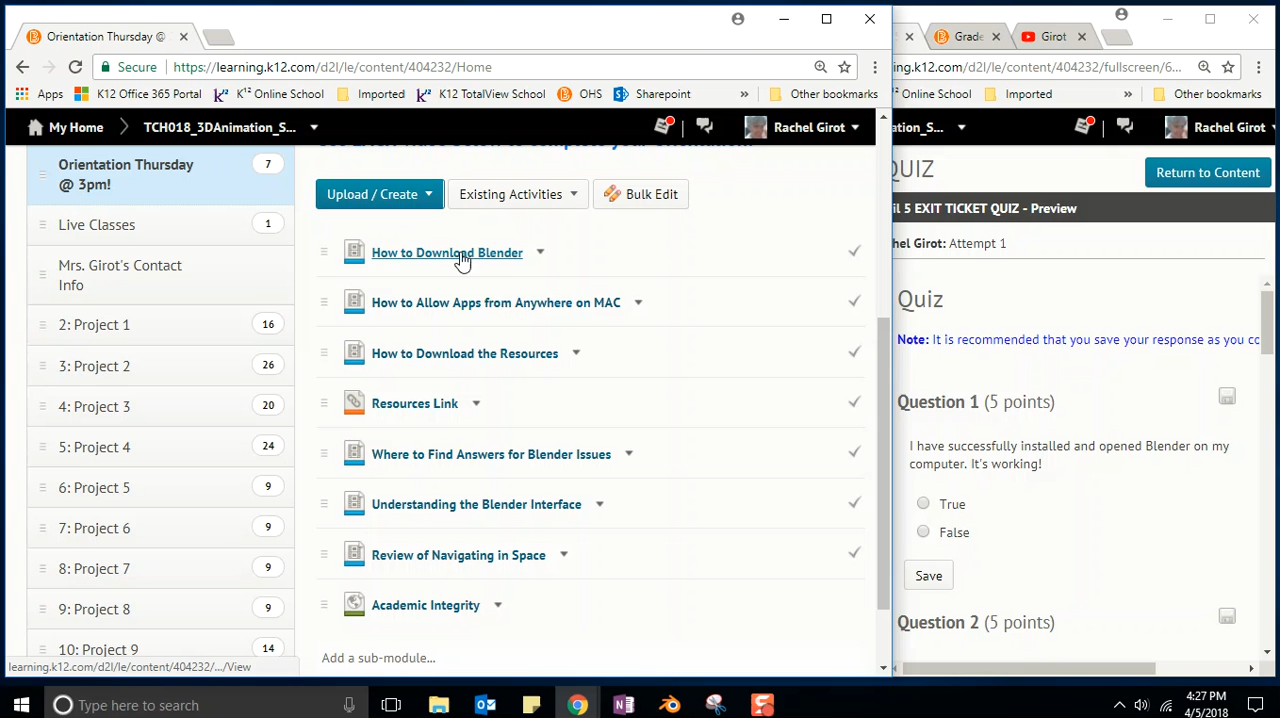 Orientation Thursday @
Secure
https://learning.k12.com/d2l/le/content/404232/Home
Apps
K12 Office 365 Port
K¹² Online School
Imported
K12 TotalView School
OHS
Sharepoint
»
Other bookmarks
My Home
TCH018_3DAnimation_S...
Rachel Girot
Orientation Thursday
@ 3pm!
7
Live Classes
1
Mrs. Girot's Contact
Info
2: Project 1
16
3: Project 2
26
4: Project 3
20
5: Project 4
24
6: Project 5
9
7: Project 6
9
8: Project 7
9
9: Project 8
9
10: Project 9
14
learning.k12.com/d2l/le/content/404232/.../View
Upload / Create
Existing Activities
Bulk Edit
How to Download Blender
How to Allow Apps from Anywhere on MAC
How to Download the Resources
Resources Link
Where to Find Answers for Blender Issues
Understanding the Blender Interface
Review of Navigating in Space
Academic Integrity
Add a sub-module...
Grade
Girot
ng.k12.com/d2l/le/content/404232/fullscreen/6...
¹² Online School
Imported
»
Other bookmarks
ation_S...
Rachel Girot
QUIZ
Return to Content
il 5 EXIT TICKET QUIZ - Preview
hel Girot: Attempt 1
Quiz
Note: It is recommended that you save your response as you co
Question 1 (5 points)
I have successfully installed and opened Blender on my
computer. It's working!
True
False
Save
Question 2 (5 points)
Type here to search
4:27 PM
4/5/2018